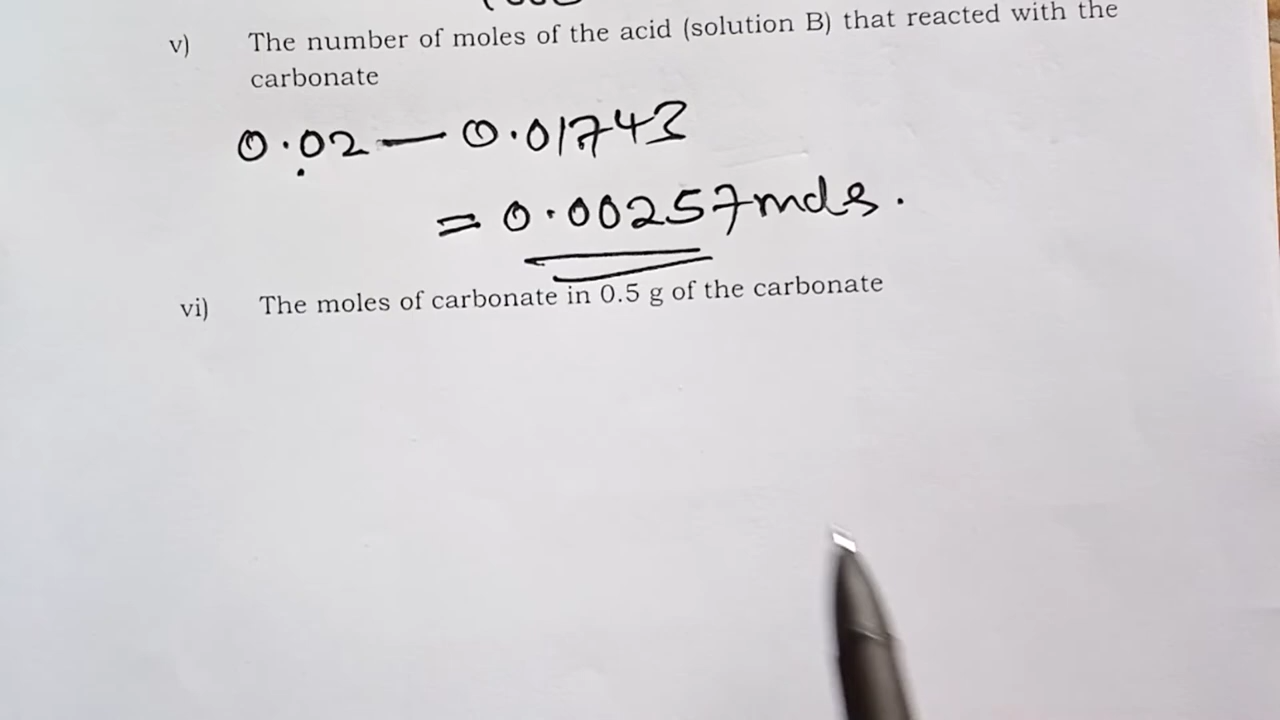 v) The number of moles of the acid (solution B) that reacted with the
carbonate
0.02 — 0.01743
= 0.00257 mols.
vi) The moles of carbonate in 0.5 g of the carbonate